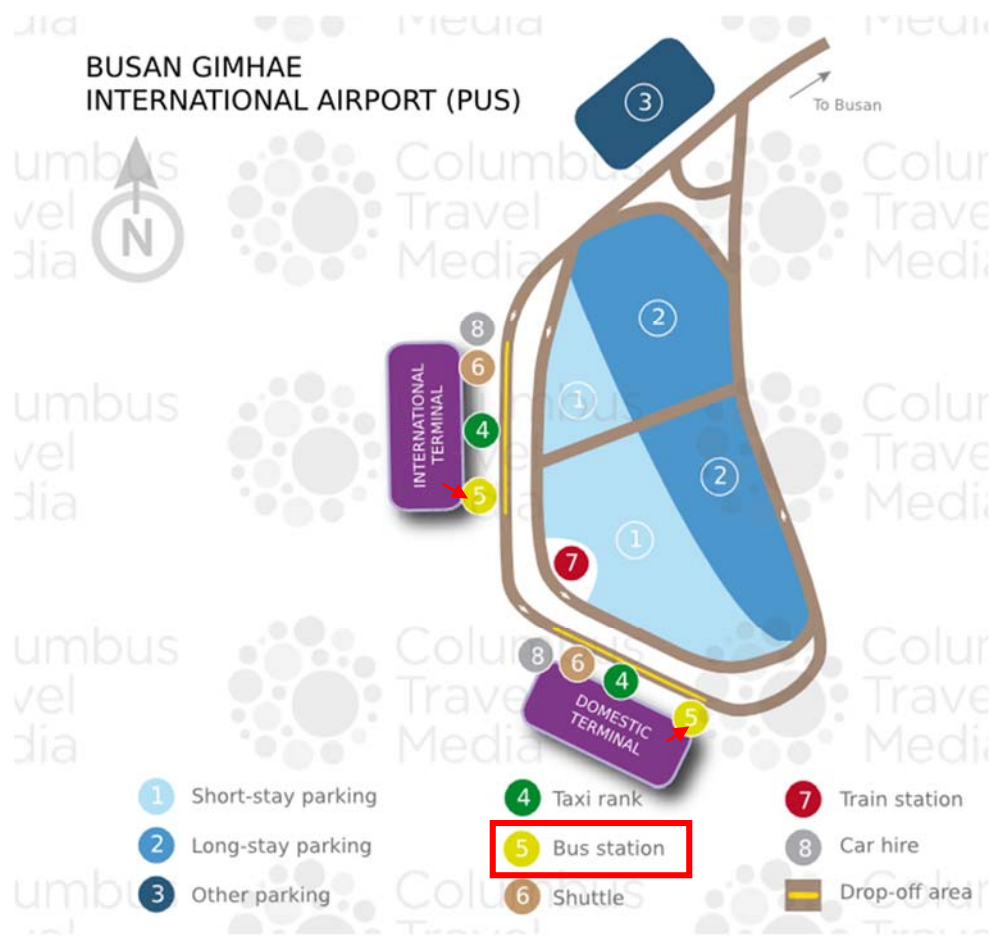 BUSAN GIMHAE
INTERNATIONAL AIRPORT (PUS)
To Busan
N
3
2
8
6
1
INTERNATIONAL
TERMINAL
4
2
5
1
7
8
6
4
5
DOMESTIC
TERMINAL
1 Short-stay parking
2 Long-stay parking
3 Other parking
4 Taxi rank
5 Bus station
6 Shuttle
7 Train station
8 Car hire
Drop-off area
Columbus
Travel
Media